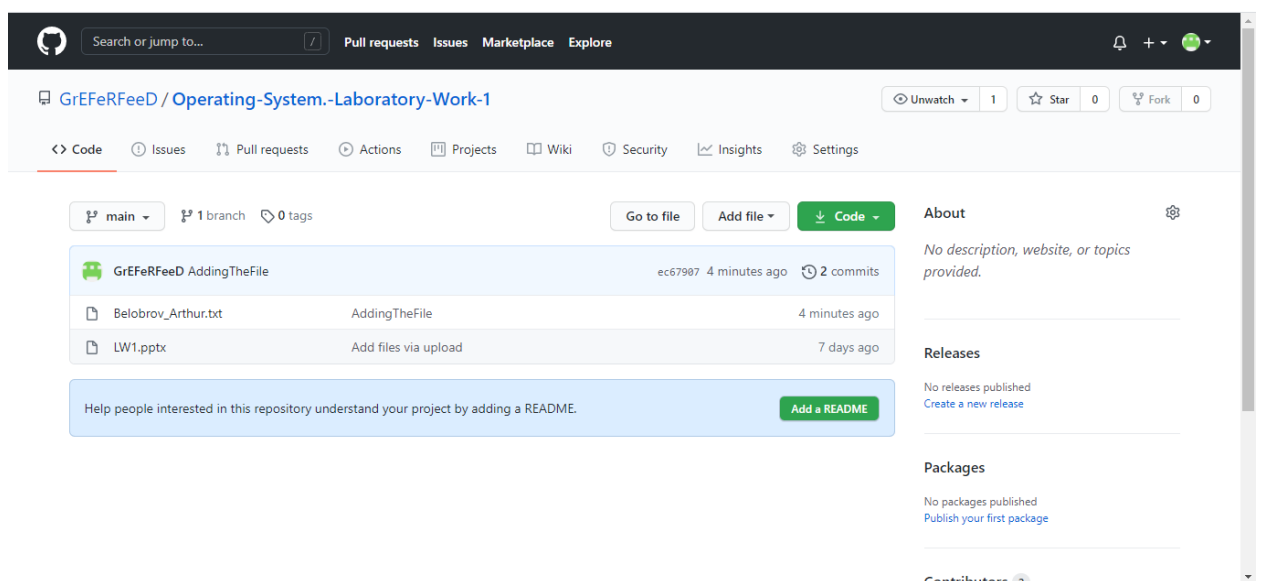 Search or jump to... / Pull requests Issues Marketplace Explore
GrEFeRFeeD / Operating-System.-Laboratory-Work-1 Unwatch 1 Star 0 Fork 0
Code Issues Pull requests Actions Projects Wiki Security Insights Settings
main 1 branch 0 tags Go to file Add file Code
GrEFeRFeeD AddingTheFile ec67907 4 minutes ago 2 commits
Belobrov_Arthur.txt AddingTheFile 4 minutes ago
LW1.pptx Add files via upload 7 days ago
Help people interested in this repository understand your project by adding a README. Add a README
About
No description, website, or topics
provided.
Releases
No releases published
Create a new release
Packages
No packages published
Publish your first package
Contributors